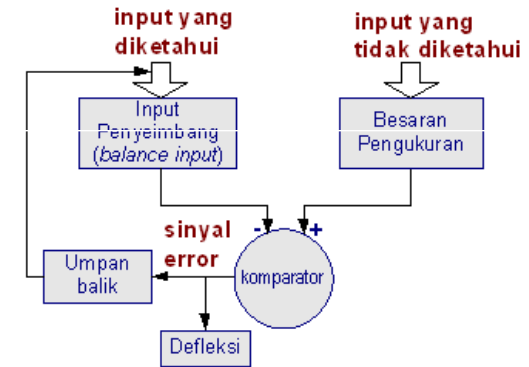 input yang
diketahui
input yang
tidak diketahui
Input
Penyeimbang
(balance input)
Besaran
Pengukuran
-
+
sinyal
error
komparator
Umpan
balik
Defleksi